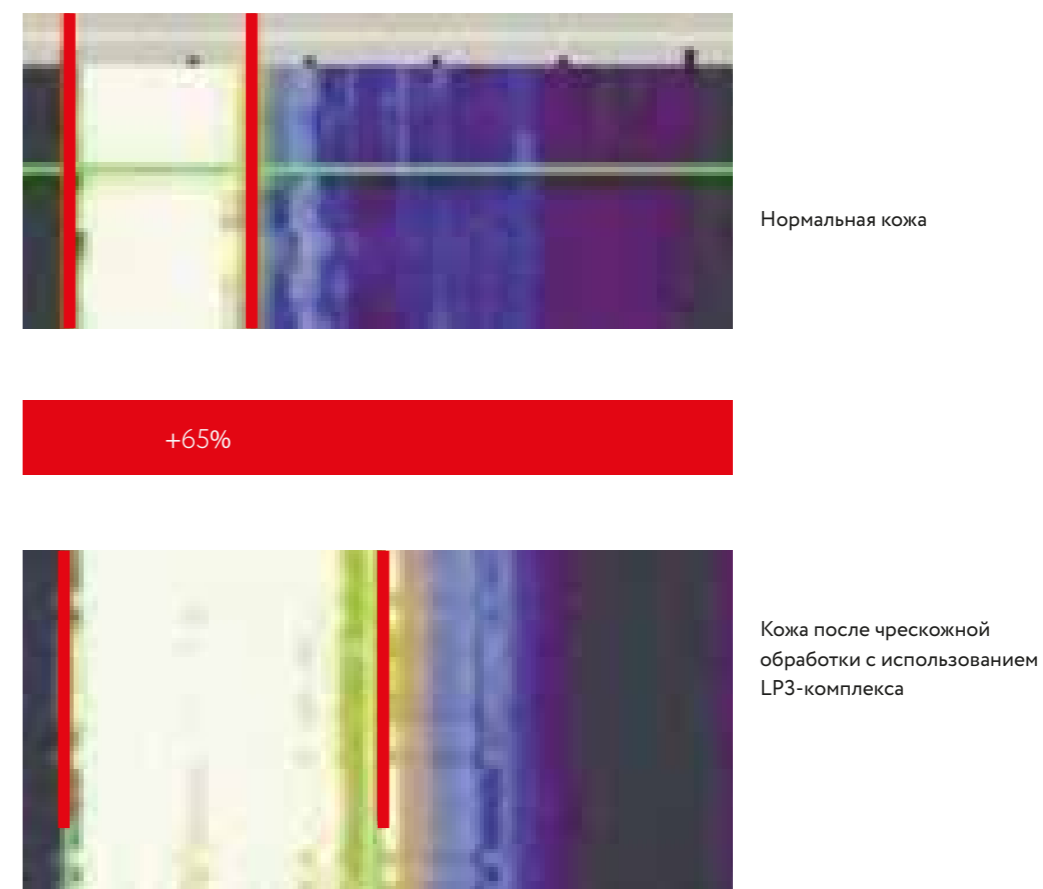 Нормальная кожа
+65%
Кожа после чрескожной
обработки с использованием
LP3-комплекса